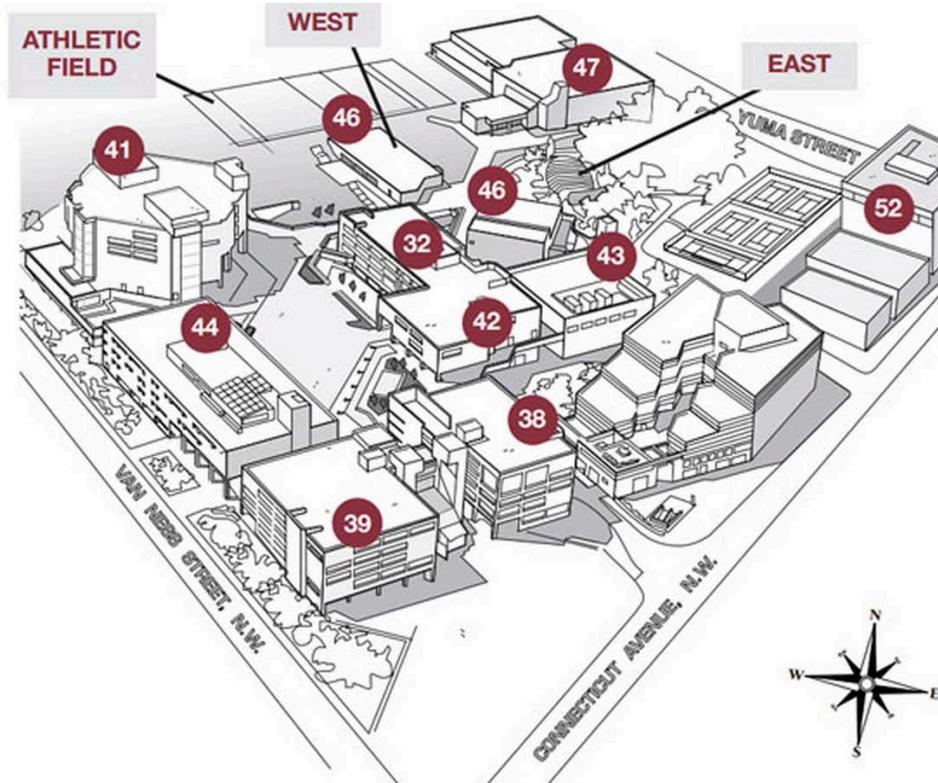 WEST
ATHLETIC
FIELD
EAST
47
46
41
YUMA STREET
46
52
32
43
44
42
38
39
VAN NESS STREET, N.W.
CONNECTICUT AVENUE, N.W.
N
W
E
S